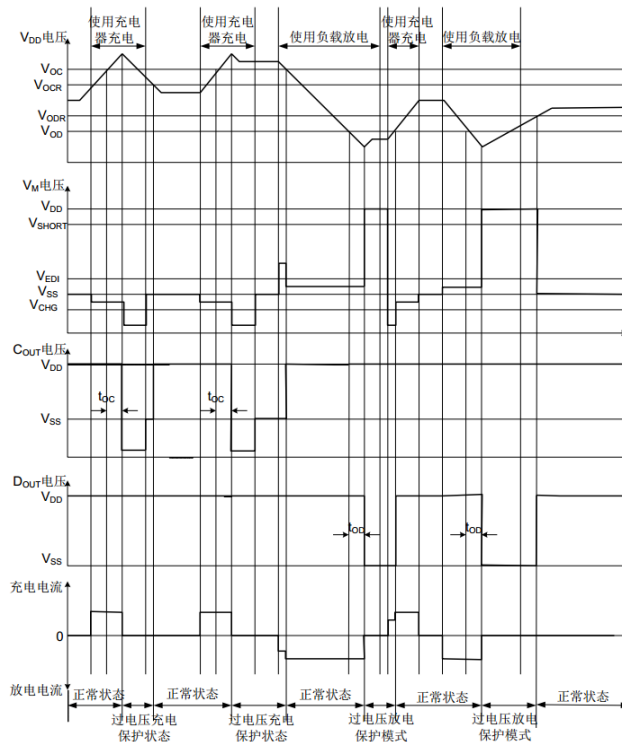 使用充电
器充电
使用充电
器充电
使用负载放电
使用充电
器充电
使用负载放电
VDD电压
VOC
VOCR
VODR
VOD
VM电压
VDD
VSHORT
VEDI
VSS
VCHG
COUT电压
VDD
tOC
tOC
VSS
DOUT电压
VDD
tOD
tOD
VSS
充电电流
0
放电电流
正常状态
正常状态
正常状态
正常状态
正常状态
过电压充电
保护状态
过电压充电
保护状态
过电压放电
保护模式
过电压放电
保护模式